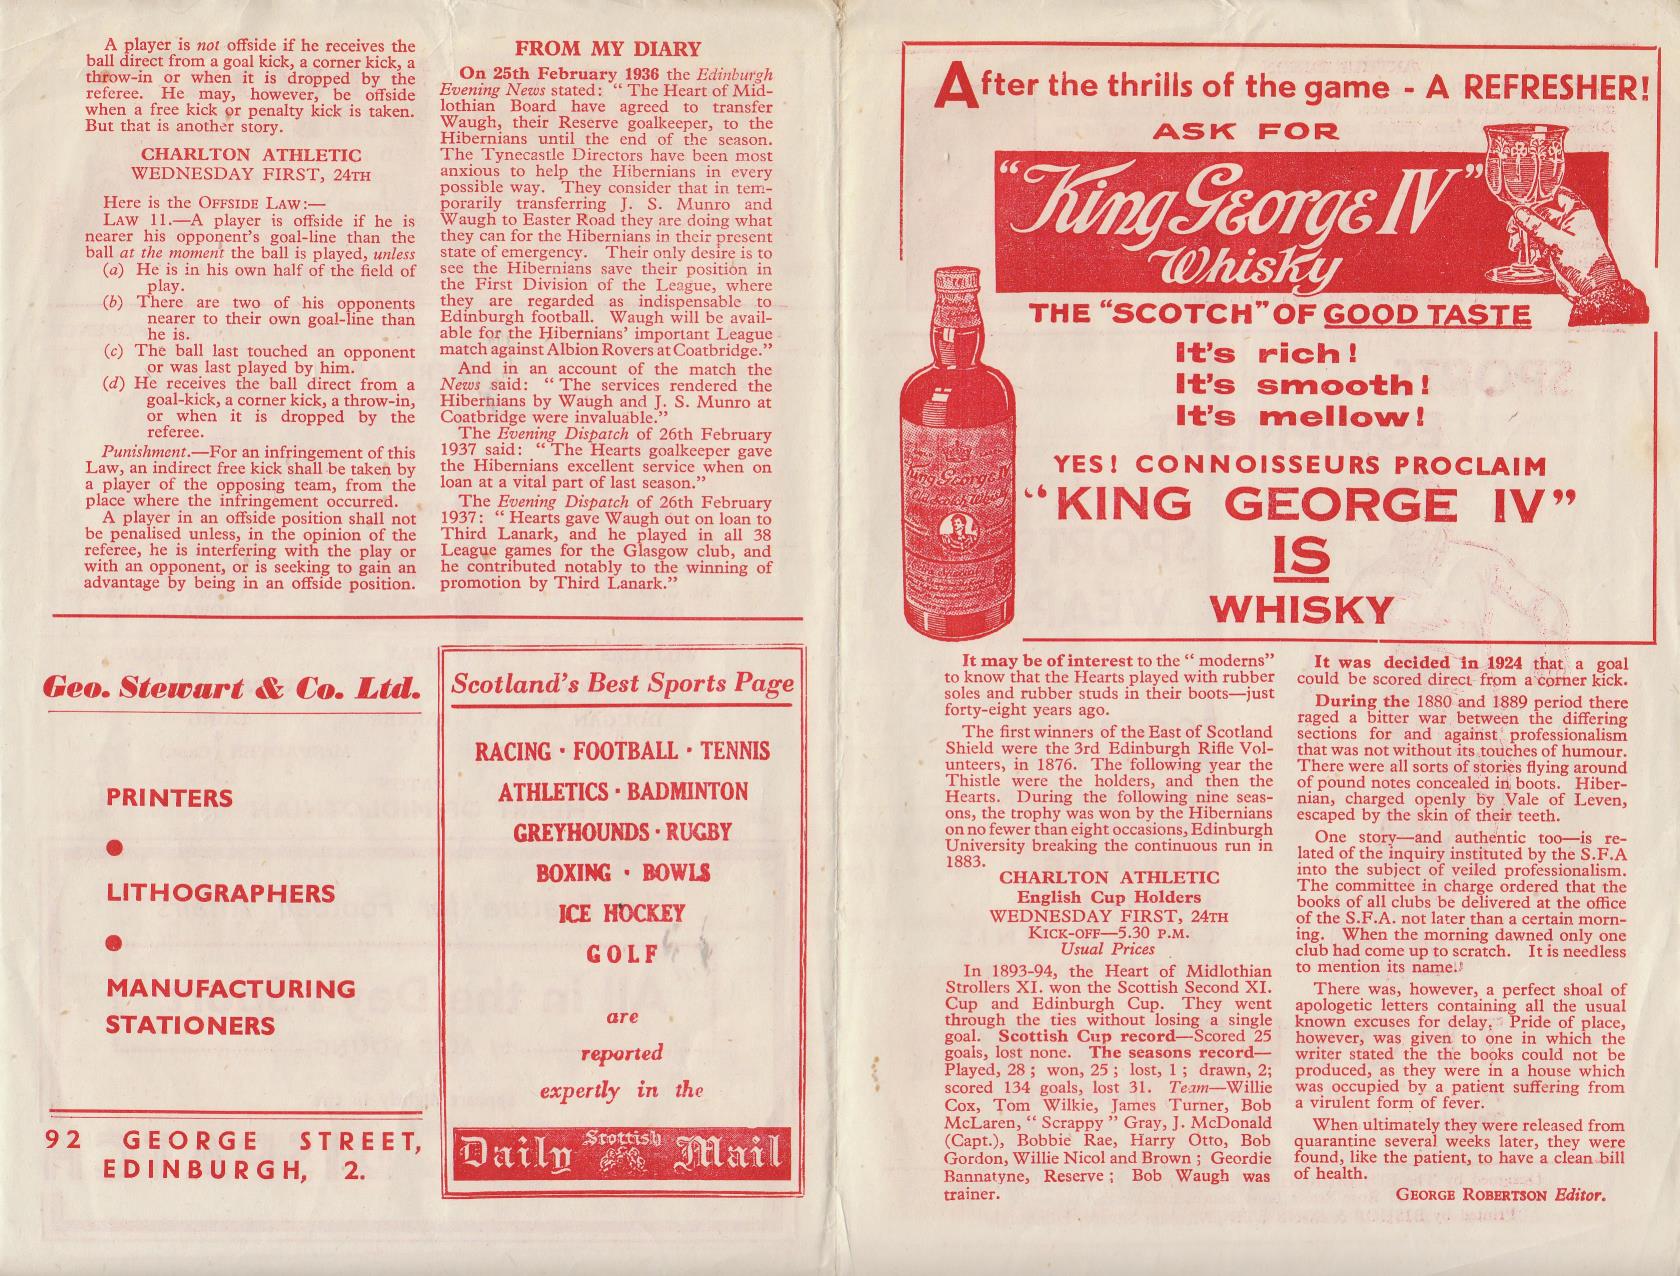 A player is not offside if he receives the
ball direct from a goal kick, a corner kick, a
throw-in or when it is dropped by the
referee. He may, however, be offside
when a free kick or penalty kick is taken.
But that is another story.
CHARLTON ATHLETIC
WEDNESDAY FIRST, 24TH
Here is the OFFSIDE LAW:—
LAW 11.—A player is offside if he is
nearer his opponent's goal-line than the
ball at the moment the ball is played, unless
(a) He is in his own half of the field of
play.
(b) There are two of his opponents
nearer to their own goal-line than
he is.
(c) The ball last touched an opponent
or was last played by him.
(d) He receives the ball direct from a
goal-kick, a corner kick, a throw-in,
or when it is dropped by the
referee.
Punishment.—For an infringement of this
Law, an indirect free kick shall be taken by
a player of the opposing team, from the
place where the infringement occurred.
A player in an offside position shall not
be penalised unless, in the opinion of the
referee, he is interfering with the play or
with an opponent, or is seeking to gain an
advantage by being in an offside position.
FROM MY DIARY
On 25th February 1936 the Edinburgh
Evening News stated: " The Heart of Mid-
lothian Board have agreed to transfer
Waugh, their Reserve goalkeeper, to the
Hibernians until the end of the season.
The Tynecastle Directors have been most
anxious to help the Hibernians in every
possible way. They consider that in tem-
porarily transferring J. S. Munro and
Waugh to Easter Road they are doing what
they can for the Hibernians in their present
state of emergency. Their only desire is to
see the Hibernians save their position in
the First Division of the League, where
they are regarded as indispensable to
Edinburgh football. Waugh will be avail-
able for the Hibernians' important League
match against Albion Rovers at Coatbridge."
And in an account of the match the
News said: " The services rendered the
Hibernians by Waugh and J. S. Munro at
Coatbridge were invaluable."
The Evening Dispatch of 26th February
1937 said: " The Hearts goalkeeper gave
the Hibernians excellent service when on
loan at a vital part of last season."
The Evening Dispatch of 26th February
1937: " Hearts gave Waugh out on loan to
Third Lanark, and he played in all 38
League games for the Glasgow club, and
he contributed notably to the winning of
promotion by Third Lanark."
Geo. Stewart & Co. Ltd.
PRINTERS
●
LITHOGRAPHERS
●
MANUFACTURING
STATIONERS
92 GEORGE STREET,
EDINBURGH, 2.
Scotland's Best Sports Page
RACING · FOOTBALL · TENNIS
ATHLETICS · BADMINTON
GREYHOUNDS · RUGBY
BOXING · BOWLS
ICE HOCKEY
GOLF
are
reported
expertly in the
Daily Scottish Mail
After the thrills of the game - A REFRESHER!
ASK FOR
"King George IV"
Whisky
THE "SCOTCH" OF GOOD TASTE
It's rich!
It's smooth!
It's mellow!
King George IV
Old Scotch Whisky
YES! CONNOISSEURS PROCLAIM
"KING GEORGE IV"
IS
WHISKY
It may be of interest to the " moderns"
to know that the Hearts played with rubber
soles and rubber studs in their boots—just
forty-eight years ago.
The first winners of the East of Scotland
Shield were the 3rd Edinburgh Rifle Vol-
unteers, in 1876. The following year the
Thistle were the holders, and then the
Hearts. During the following nine seas-
ons, the trophy was won by the Hibernians
on no fewer than eight occasions, Edinburgh
University breaking the continuous run in
1883.
CHARLTON ATHLETIC
English Cup Holders
WEDNESDAY FIRST, 24TH
KICK-OFF—5.30 P.M.
Usual Prices
In 1893-94, the Heart of Midlothian
Strollers XI. won the Scottish Second XI.
Cup and Edinburgh Cup. They went
through the ties without losing a single
goal. Scottish Cup record—Scored 25
goals, lost none. The seasons record—
Played, 28 ; won, 25 ; lost, 1 ; drawn, 2;
scored 134 goals, lost 31. Team—Willie
Cox, Tom Wilkie, James Turner, Bob
McLaren, " Scrappy " Gray, J. McDonald
(Capt.), Bobbie Rae, Harry Otto, Bob
Gordon, Willie Nicol and Brown ; Geordie
Bannatyne, Reserve ; Bob Waugh was
trainer.
It was decided in 1924 that a goal
could be scored direct from a corner kick.
During the 1880 and 1889 period there
raged a bitter war between the differing
sections for and against professionalism
that was not without its touches of humour.
There were all sorts of stories flying around
of pound notes concealed in boots. Hiber-
nian, charged openly by Vale of Leven,
escaped by the skin of their teeth.
One story—and authentic too—is re-
lated of the inquiry instituted by the S.F.A
into the subject of veiled professionalism.
The committee in charge ordered that the
books of all clubs be delivered at the office
of the S.F.A. not later than a certain morn-
ing. When the morning dawned only one
club had come up to scratch. It is needless
to mention its name.
There was, however, a perfect shoal of
apologetic letters containing all the usual
known excuses for delay. Pride of place,
however, was given to one in which the
writer stated the the books could not be
produced, as they were in a house which
was occupied by a patient suffering from
a virulent form of fever.
When ultimately they were released from
quarantine several weeks later, they were
found, like the patient, to have a clean bill
of health.
GEORGE ROBERTSON Editor.